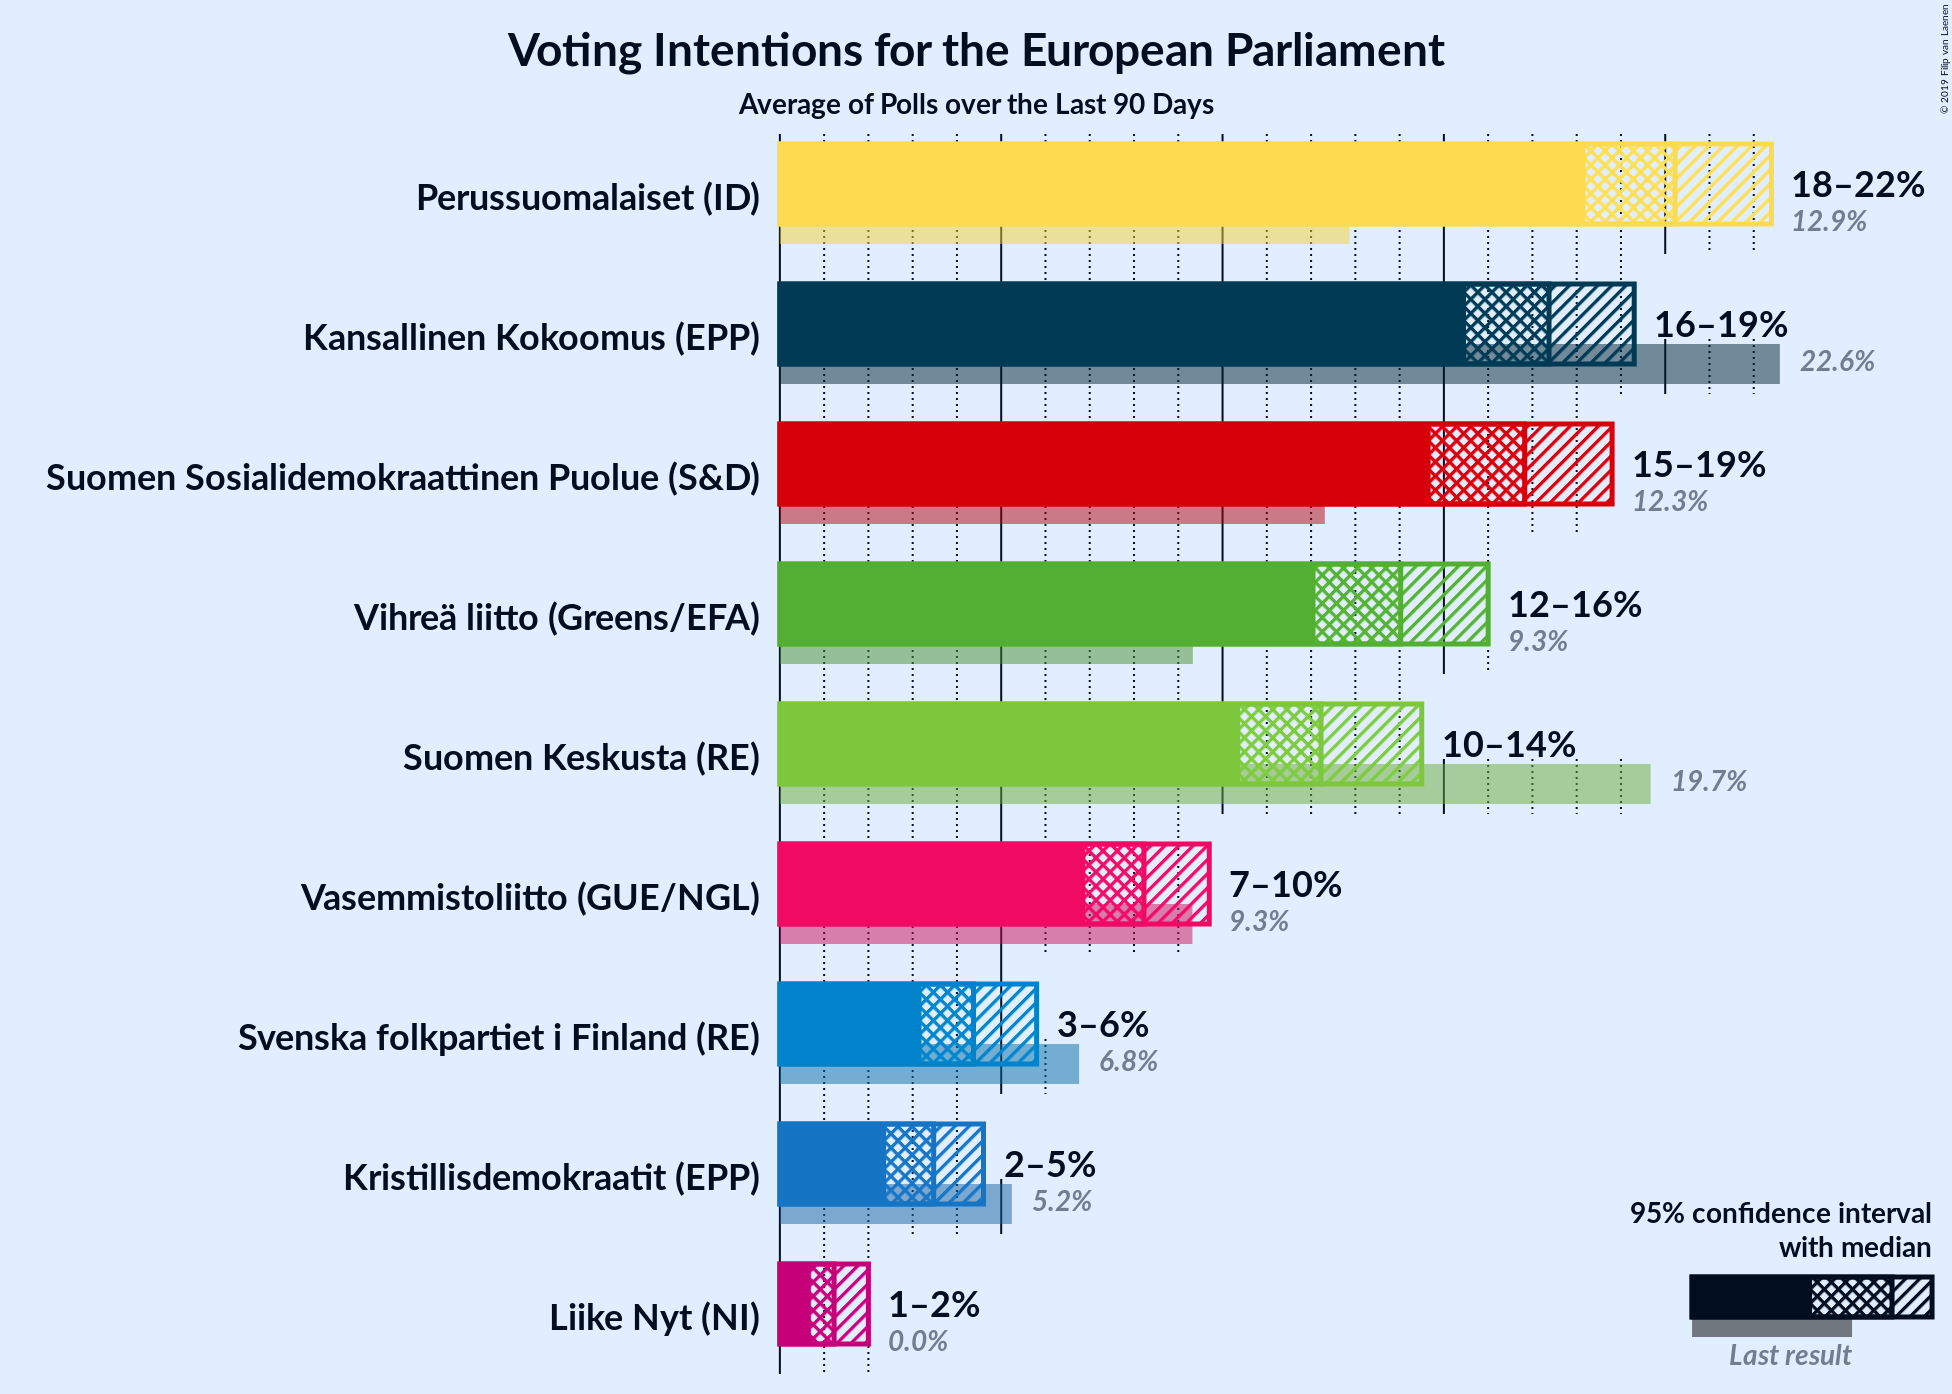 Voting Intentions for the European Parliament
Average of Polls over the Last 90 Days
© 2019 Filip van Laenen
Perussuomalaiset (ID)
18–22%
12.9%
Kansallinen Kokoomus (EPP)
16–19%
22.6%
Suomen Sosialidemokraattinen Puolue (S&D)
15–19%
12.3%
Vihreä liitto (Greens/EFA)
12–16%
9.3%
Suomen Keskusta (RE)
10–14%
19.7%
Vasemmistoliitto (GUE/NGL)
7–10%
9.3%
Svenska folkpartiet i Finland (RE)
3–6%
6.8%
Kristillisdemokraatit (EPP)
2–5%
5.2%
Liike Nyt (NI)
1–2%
0.0%
95% confidence interval
with median
Last result